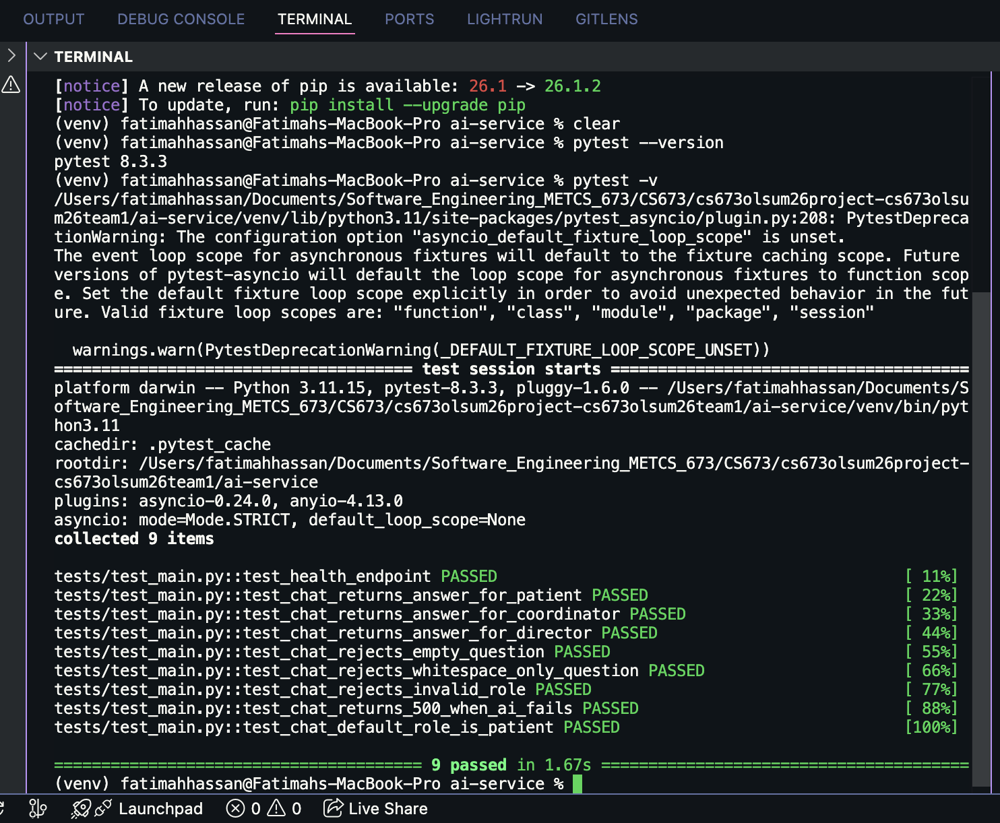 OUTPUT DEBUG CONSOLE TERMINAL PORTS LIGHTRUN GITLENS
TERMINAL
[notice] A new release of pip is available: 26.1 -> 26.1.2
[notice] To update, run: pip install --upgrade pip
(venv) fatimahhassan@Fatimahs-MacBook-Pro ai-service % clear
(venv) fatimahhassan@Fatimahs-MacBook-Pro ai-service % pytest --version
pytest 8.3.3
(venv) fatimahhassan@Fatimahs-MacBook-Pro ai-service % pytest -v
/Users/fatimahhassan/Documents/Software_Engineering_METCS_673/CS673/cs673olsum26project-cs673olsu
m26team1/ai-service/venv/lib/python3.11/site-packages/pytest_asyncio/plugin.py:208: PytestDepreca
tionWarning: The configuration option "asyncio_default_fixture_loop_scope" is unset.
The event loop scope for asynchronous fixtures will default to the fixture caching scope. Future
versions of pytest-asyncio will default the loop scope for asynchronous fixtures to function scop
e. Set the default fixture loop scope explicitly in order to avoid unexpected behavior in the fut
ure. Valid fixture loop scopes are: "function", "class", "module", "package", "session"
  warnings.warn(PytestDeprecationWarning(_DEFAULT_FIXTURE_LOOP_SCOPE_UNSET))
====================================== test session starts ======================================
platform darwin -- Python 3.11.15, pytest-8.3.3, pluggy-1.6.0 -- /Users/fatimahhassan/Documents/S
oftware_Engineering_METCS_673/CS673/cs673olsum26project-cs673olsum26team1/ai-service/venv/bin/pyt
hon3.11
cachedir: .pytest_cache
rootdir: /Users/fatimahhassan/Documents/Software_Engineering_METCS_673/CS673/cs673olsum26project-
cs673olsum26team1/ai-service
plugins: asyncio-0.24.0, anyio-4.13.0
asyncio: mode=Mode.STRICT, default_loop_scope=None
collected 9 items
tests/test_main.py::test_health_endpoint PASSED [ 11%]
tests/test_main.py::test_chat_returns_answer_for_patient PASSED [ 22%]
tests/test_main.py::test_chat_returns_answer_for_coordinator PASSED [ 33%]
tests/test_main.py::test_chat_returns_answer_for_director PASSED [ 44%]
tests/test_main.py::test_chat_rejects_empty_question PASSED [ 55%]
tests/test_main.py::test_chat_rejects_whitespace_only_question PASSED [ 66%]
tests/test_main.py::test_chat_rejects_invalid_role PASSED [ 77%]
tests/test_main.py::test_chat_returns_500_when_ai_fails PASSED [ 88%]
tests/test_main.py::test_chat_default_role_is_patient PASSED [100%]
======================================= 9 passed in 1.67s =======================================
(venv) fatimahhassan@Fatimahs-MacBook-Pro ai-service %
Launchpad 0 0 Live Share